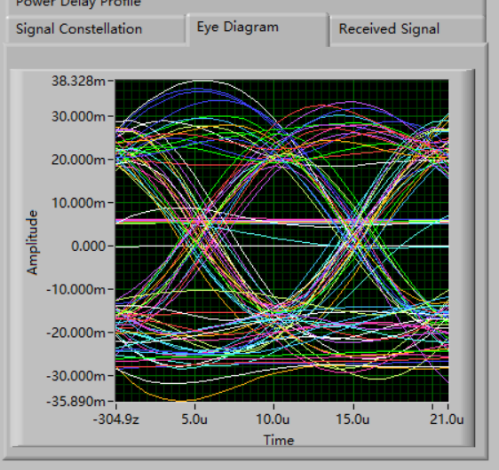 Power Delay Profile
Signal Constellation
Eye Diagram
Received Signal
38.328m
30.000m
20.000m
10.000m
0.000
-10.000m
-20.000m
-30.000m
-35.890m
Amplitude
-304.9z
5.0u
10.0u
15.0u
21.0u
Time